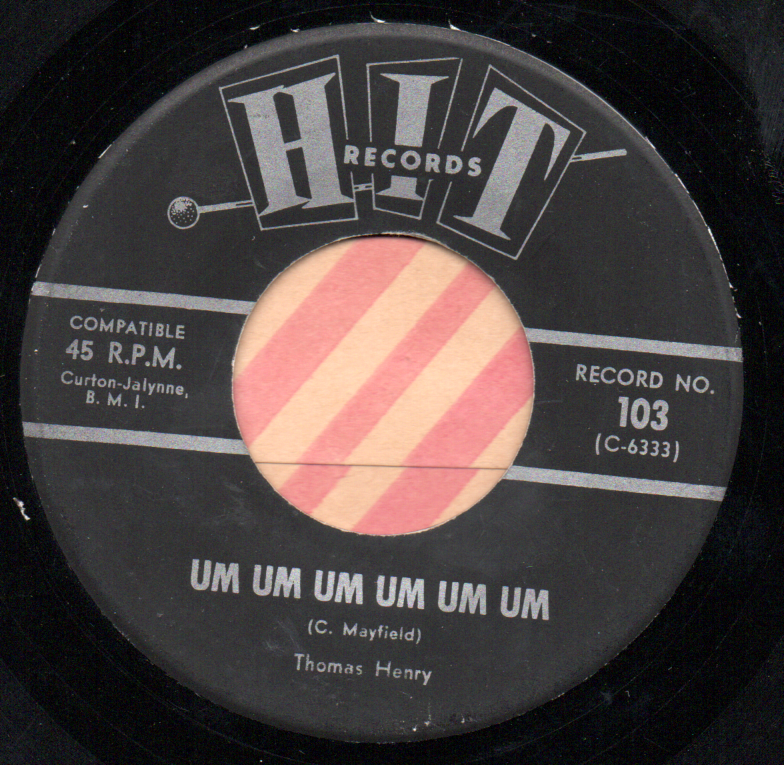 HIT
RECORDS
COMPATIBLE
45 R.P.M.
Curton-Jalynne,
B. M. I.
RECORD NO.
103
(C-6333)
UM UM UM UM UM UM
(C. Mayfield)
Thomas Henry